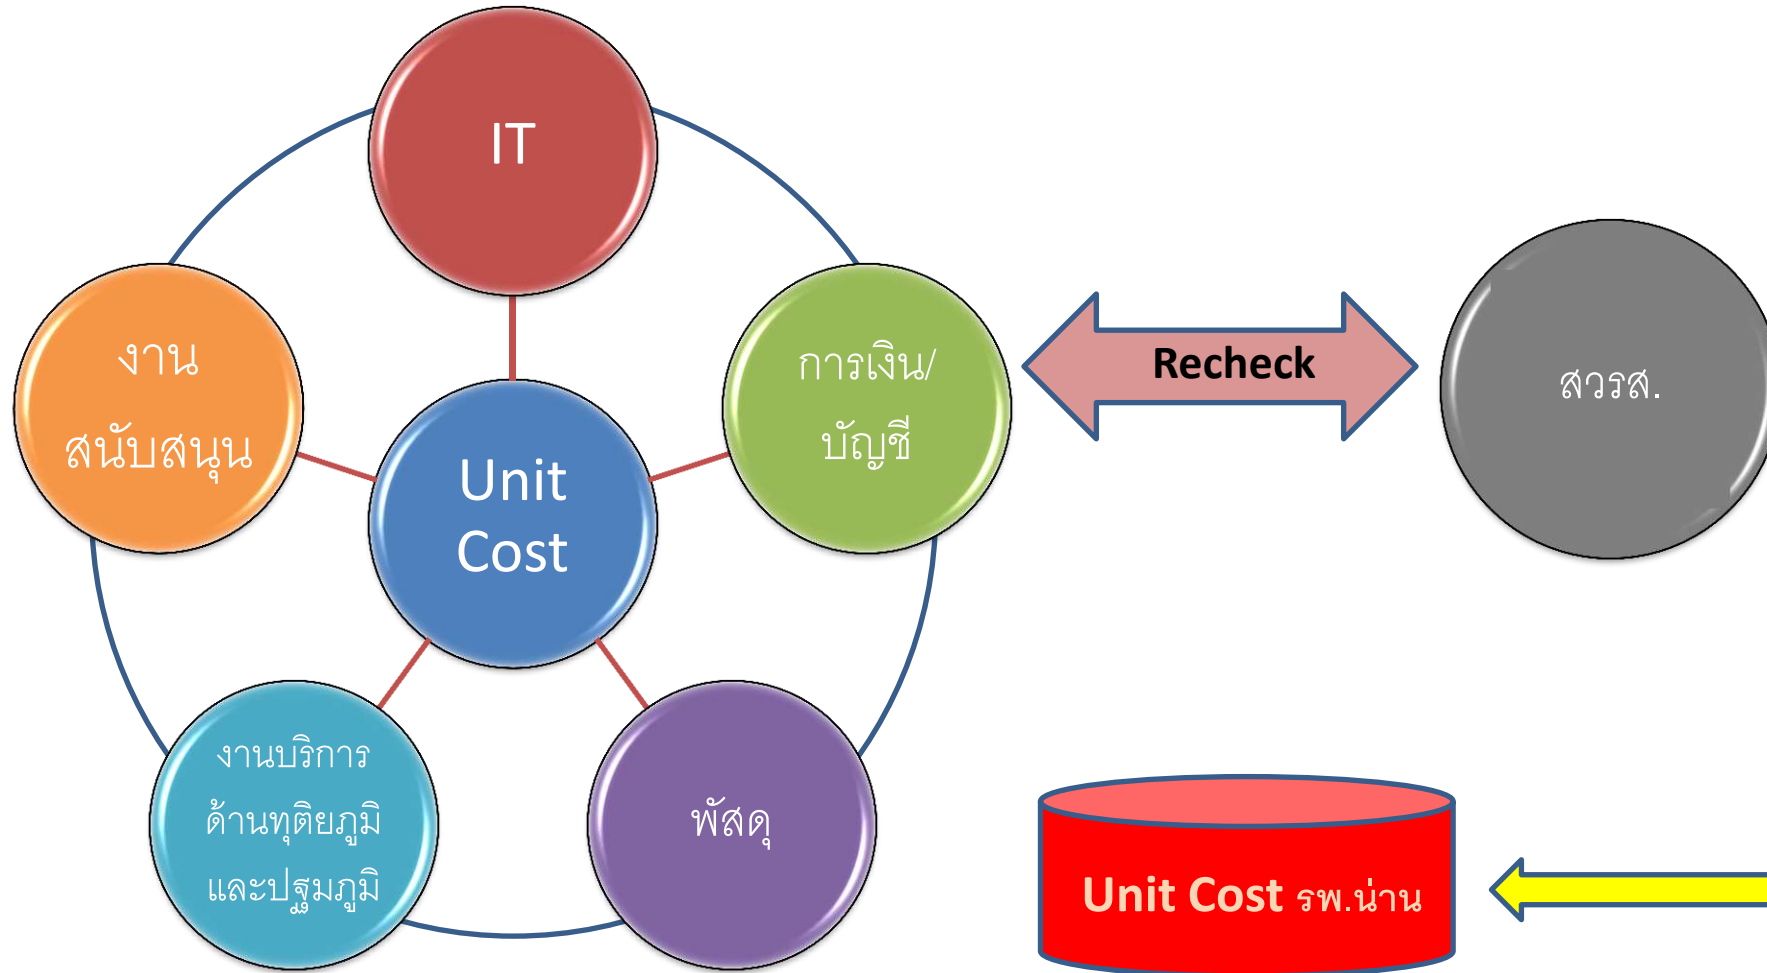 IT
งาน
สนับสนุน
การเงิน/
บัญชี
Unit
Cost
งานบริการ
ด้านทุติยภูมิ
และปฐมภูมิ
พัสดุ
Recheck
สวรส.
Unit Cost รพ.น่าน